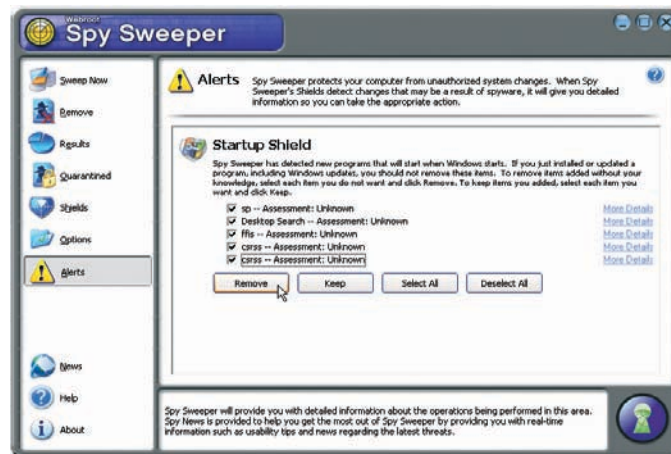 Webroot
Spy Sweeper
Sweep Now
Remove
Results
Quarantined
Shields
Options
Alerts
News
Help
About
Alerts
Spy Sweeper protects your computer from unauthorized system changes. When Spy
Sweeper's Shields detect changes that may be a result of spyware, it will give you detailed
information so you can take the appropriate action.
Startup Shield
Spy Sweeper has detected new programs that will start when Windows starts. If you just installed or updated a
program, including Windows updates, you should not remove these items. To remove items added without your
knowledge, select each item you do not want and click Remove. To keep items you added, select each item you
want and click Keep.
sp -- Assessment: Unknown More Details
Desktop Search -- Assessment: Unknown More Details
ffis -- Assessment: Unknown More Details
csrss -- Assessment: Unknown More Details
csrss -- Assessment: Unknown More Details
Remove Keep Select All Deselect All
Spy Sweeper will provide you with detailed information about the operations being performed in this area.
Spy News is provided to help you get the most out of Spy Sweeper by providing you with real-time
information such as usability tips and news regarding the latest threats.